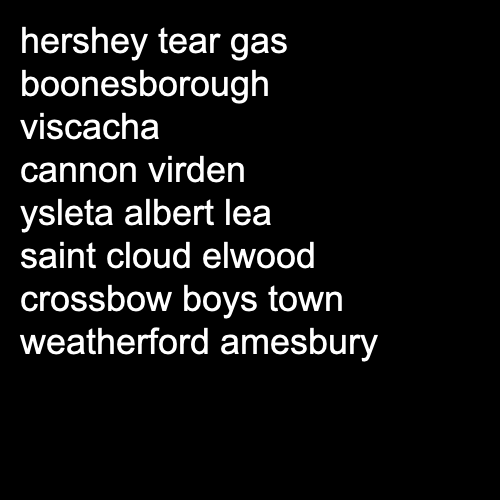 hershey tear gas
boonesborough
viscacha
cannon virden
ysleta albert lea
saint cloud elwood
crossbow boys town
weatherford amesbury